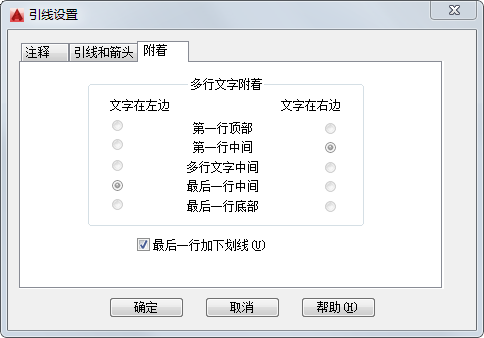 引线设置
注释 引线和箭头 附着
多行文字附着
文字在左边 文字在右边
第一行顶部
第一行中间
多行文字中间
最后一行中间
最后一行底部
最后一行加下划线(U)
确定 取消 帮助(H)